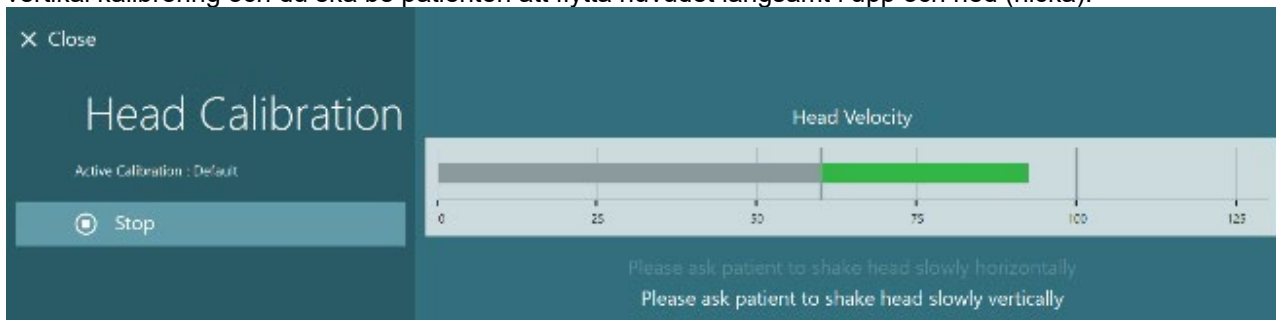 vertikal kalibrering och du ska be patienten att flytta huvudet långsamt i upp och ned (nicka).
× Close
Head Calibration
Active Calibration : Default
Stop
Head Velocity
0 25 50 75 100 125
Please ask patient to shake head slowly horizontally
Please ask patient to shake head slowly vertically